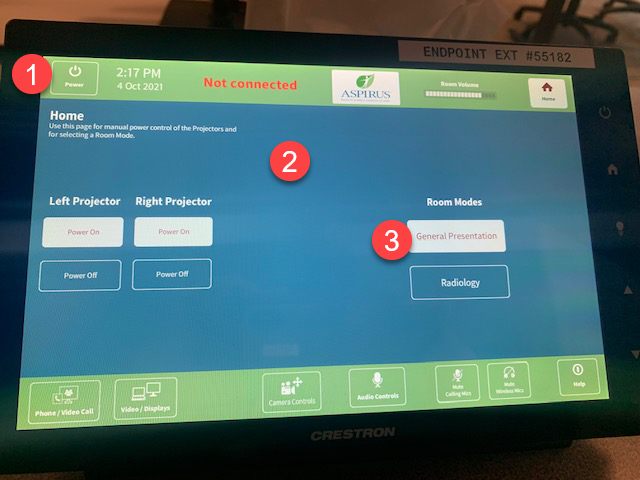 ENDPOINT EXT #55182
1
Power
2:17 PM
4 Oct 2021
Not connected
ASPIRUS
Room Volume
Home
Home
Use this page for manual power control of the Projectors and
for selecting a Room Mode.
2
Left Projector
Right Projector
Room Modes
Power On
Power On
3
General Presentation
Power Off
Power Off
Radiology
Phone / Video Call
Video / Displays
Camera Controls
Audio Controls
Mute
Calling Mics
Mute
Wireless Mics
Help
CRESTRON